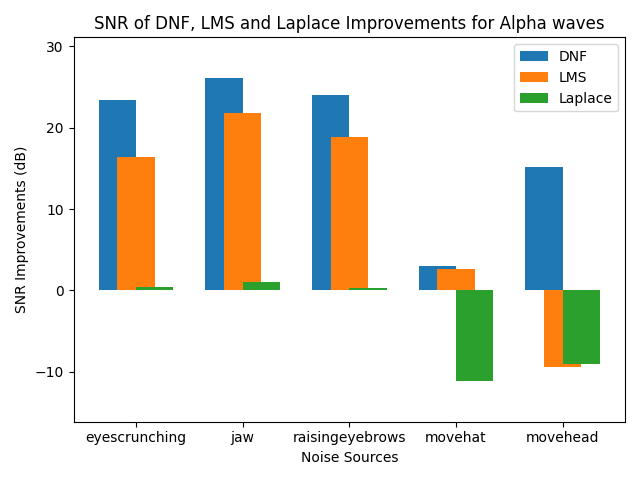 SNR of DNF, LMS and Laplace Improvements for Alpha waves
DNF
LMS
Laplace
SNR Improvements (dB)
30
20
10
0
−10
eyescrunching jaw raisingeyebrows movehat movehead
Noise Sources